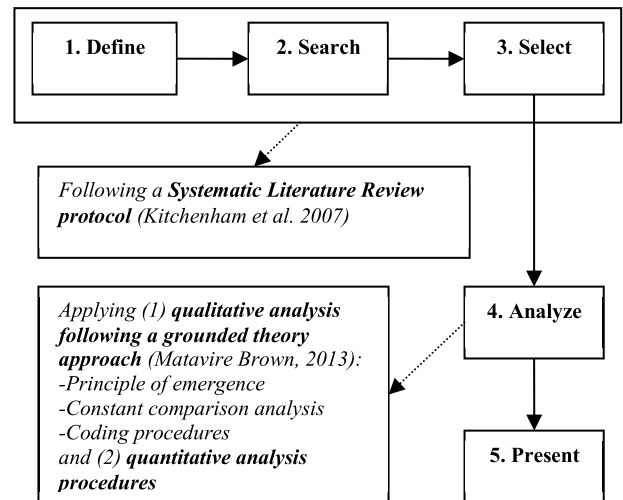 1. Define
2. Search
3. Select
Following a Systematic Literature Review
protocol (Kitchenham et al. 2007)
Applying (1) qualitative analysis
following a grounded theory
approach (Matavire Brown, 2013):
-Principle of emergence
-Constant comparison analysis
-Coding procedures
and (2) quantitative analysis
procedures
4. Analyze
5. Present